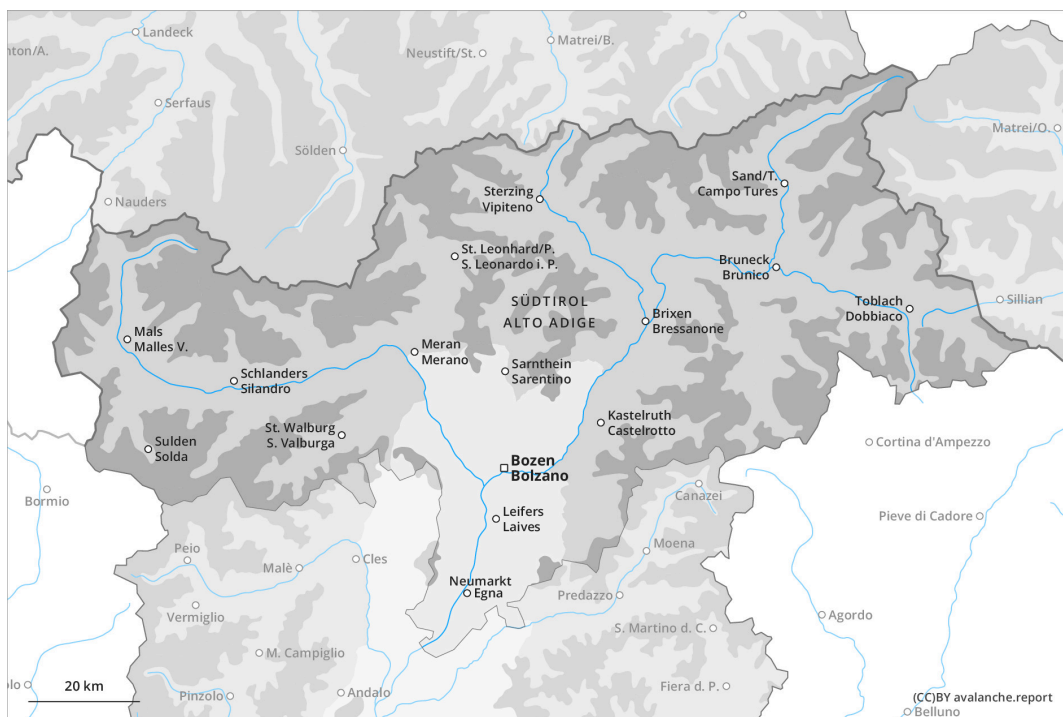 Landeck
nton/A.
Neustift/St.
Matrei/B.
Serfaus
Matrei/O.
Sölden
Sand/T.
Campo Tures
Sterzing
Vipiteno
Nauders
St. Leonhard/P.
S. Leonardo i. P.
Bruneck
Brunico
SÜDTIROL
ALTO ADIGE
Toblach
Dobbiaco
Sillian
Brixen
Bressanone
Mals
Malles V.
Meran
Merano
Sarnthein
Sarentino
Schlanders
Silandro
Kastelruth
Castelrotto
St. Walburg
S. Valburga
Sulden
Solda
Cortina d'Ampezzo
Bozen
Bolzano
Bormio
Canazei
Leifers
Laives
Pieve di Cadore
Peio
Moena
Malè
Cles
Neumarkt
Egna
Predazzo
Vermiglio
Agordo
S. Martino d. C.
M. Campiglio
olo
20 km
Pinzolo
Andalo
Fiera d. P.
(CC)BY avalanche.report
Belluno